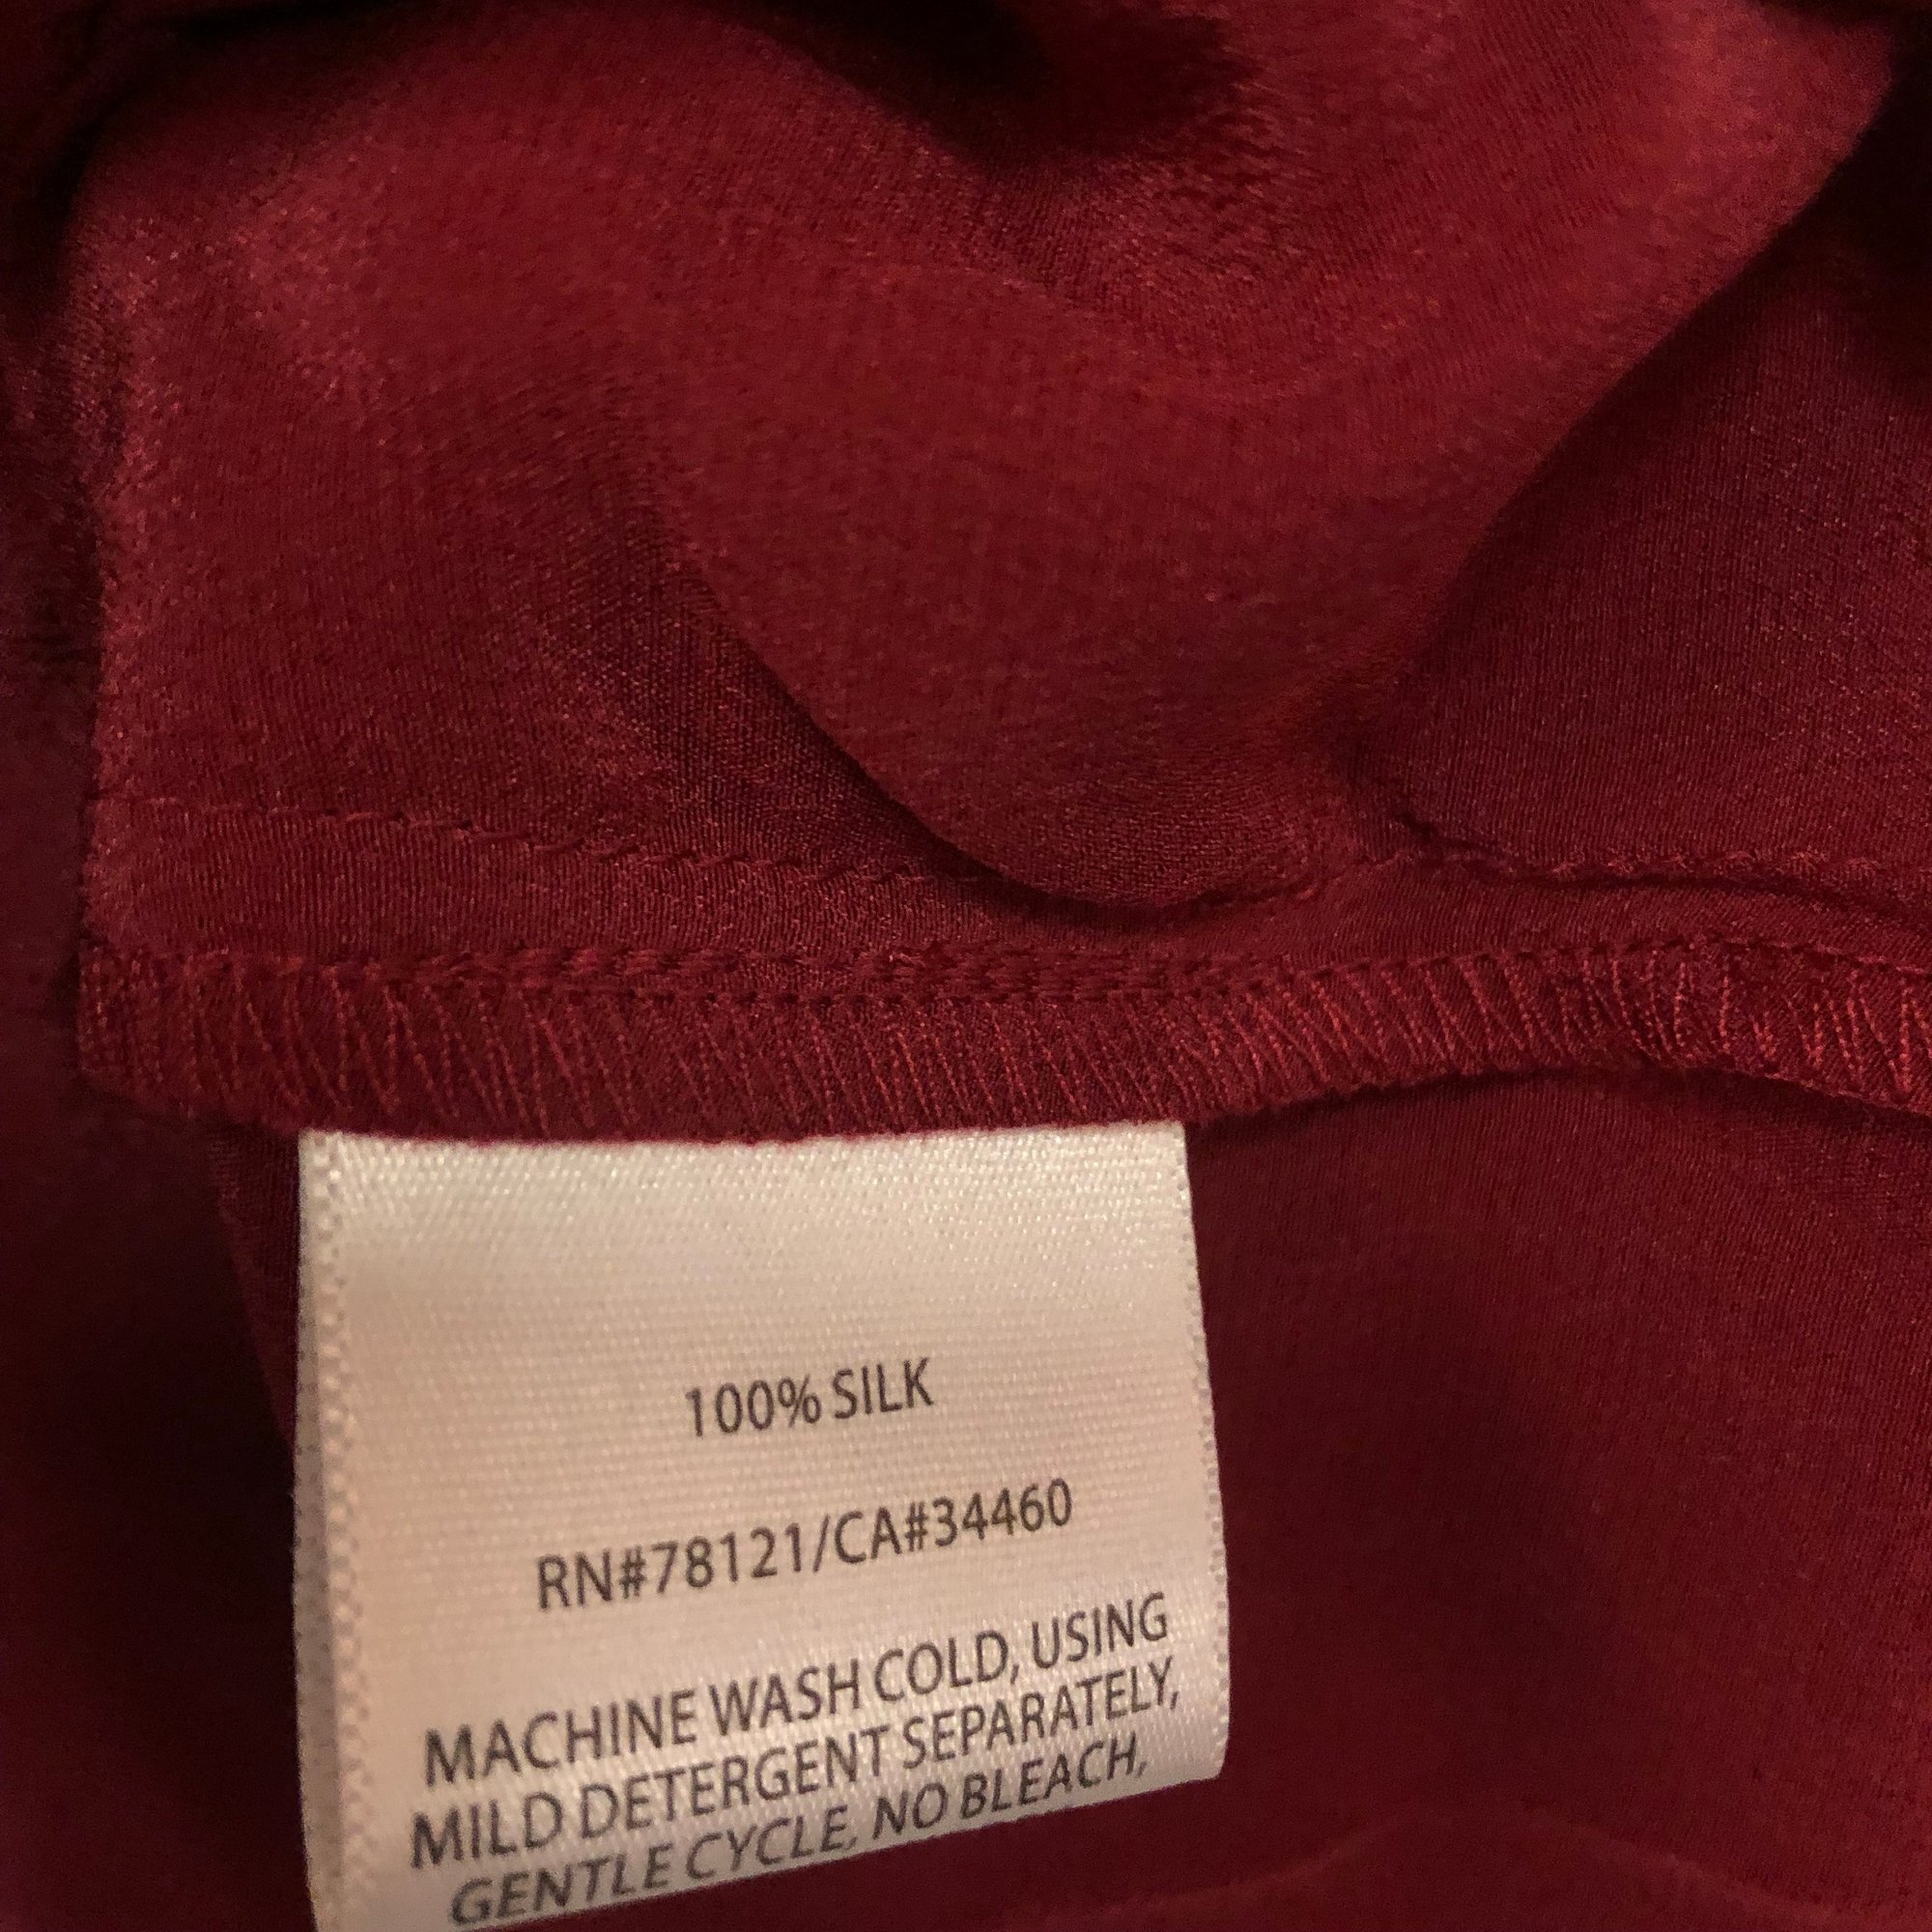 100% SILK
RN#78121/CA#34460
MACHINE WASH COLD, USING
MILD DETERGENT SEPARATELY,
GENTLE CYCLE, NO BLEACH,